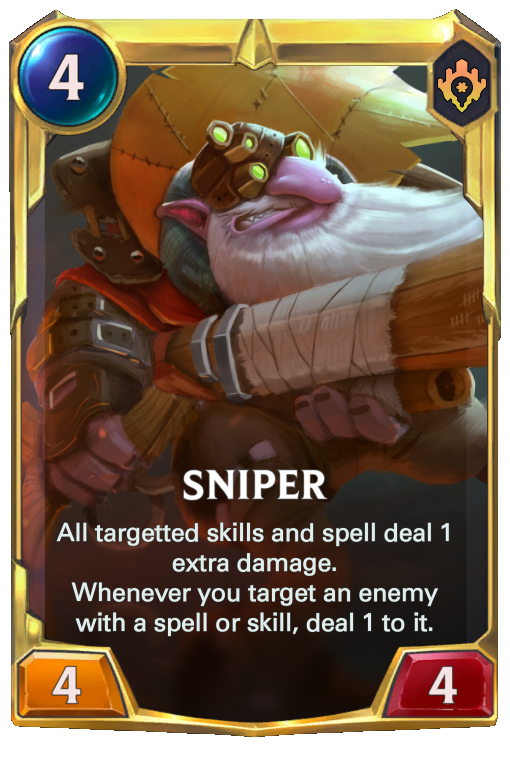 4
SNIPER
All targetted skills and spell deal 1
extra damage.
Whenever you target an enemy
with a spell or skill, deal 1 to it.
4
4